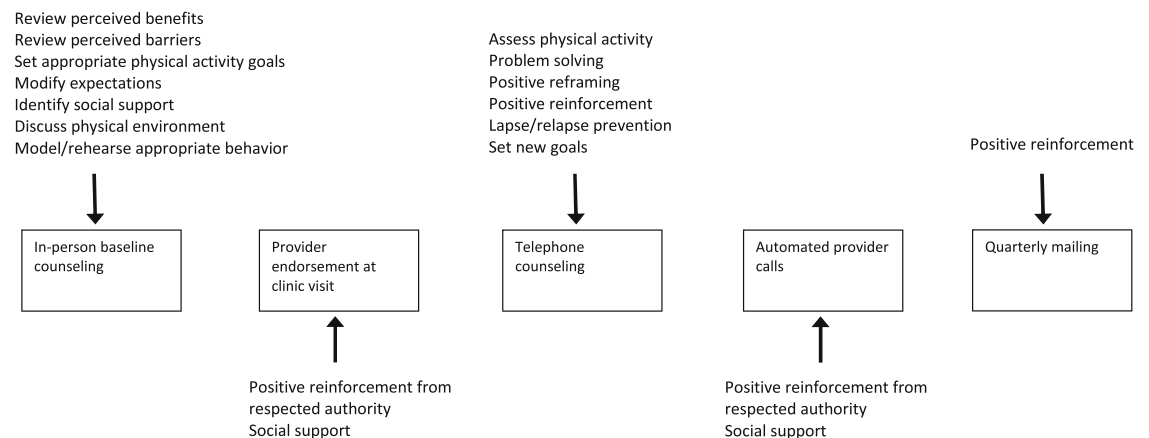 Review perceived benefits
Review perceived barriers
Set appropriate physical activity goals
Modify expectations
Identify social support
Discuss physical environment
Model/rehearse appropriate behavior
Assess physical activity
Problem solving
Positive reframing
Positive reinforcement
Lapse/relapse prevention
Set new goals
Positive reinforcement
In-person baseline
counseling
Provider
endorsement at
clinic visit
Telephone
counseling
Automated provider
calls
Quarterly mailing
Positive reinforcement from
respected authority
Social support
Positive reinforcement from
respected authority
Social support